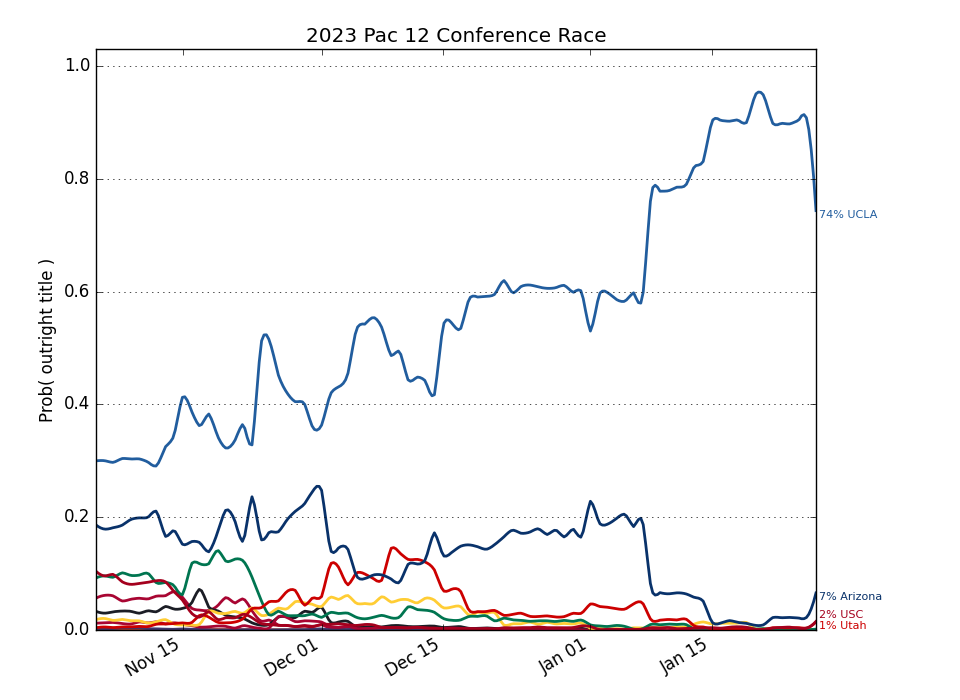 2023 Pac 12 Conference Race
Prob( outright title )
1.0
0.8
0.6
0.4
0.2
0.0
74% UCLA
7% Arizona
2% USC
1% Utah
Nov 15
Dec 01
Dec 15
Jan 01
Jan 15